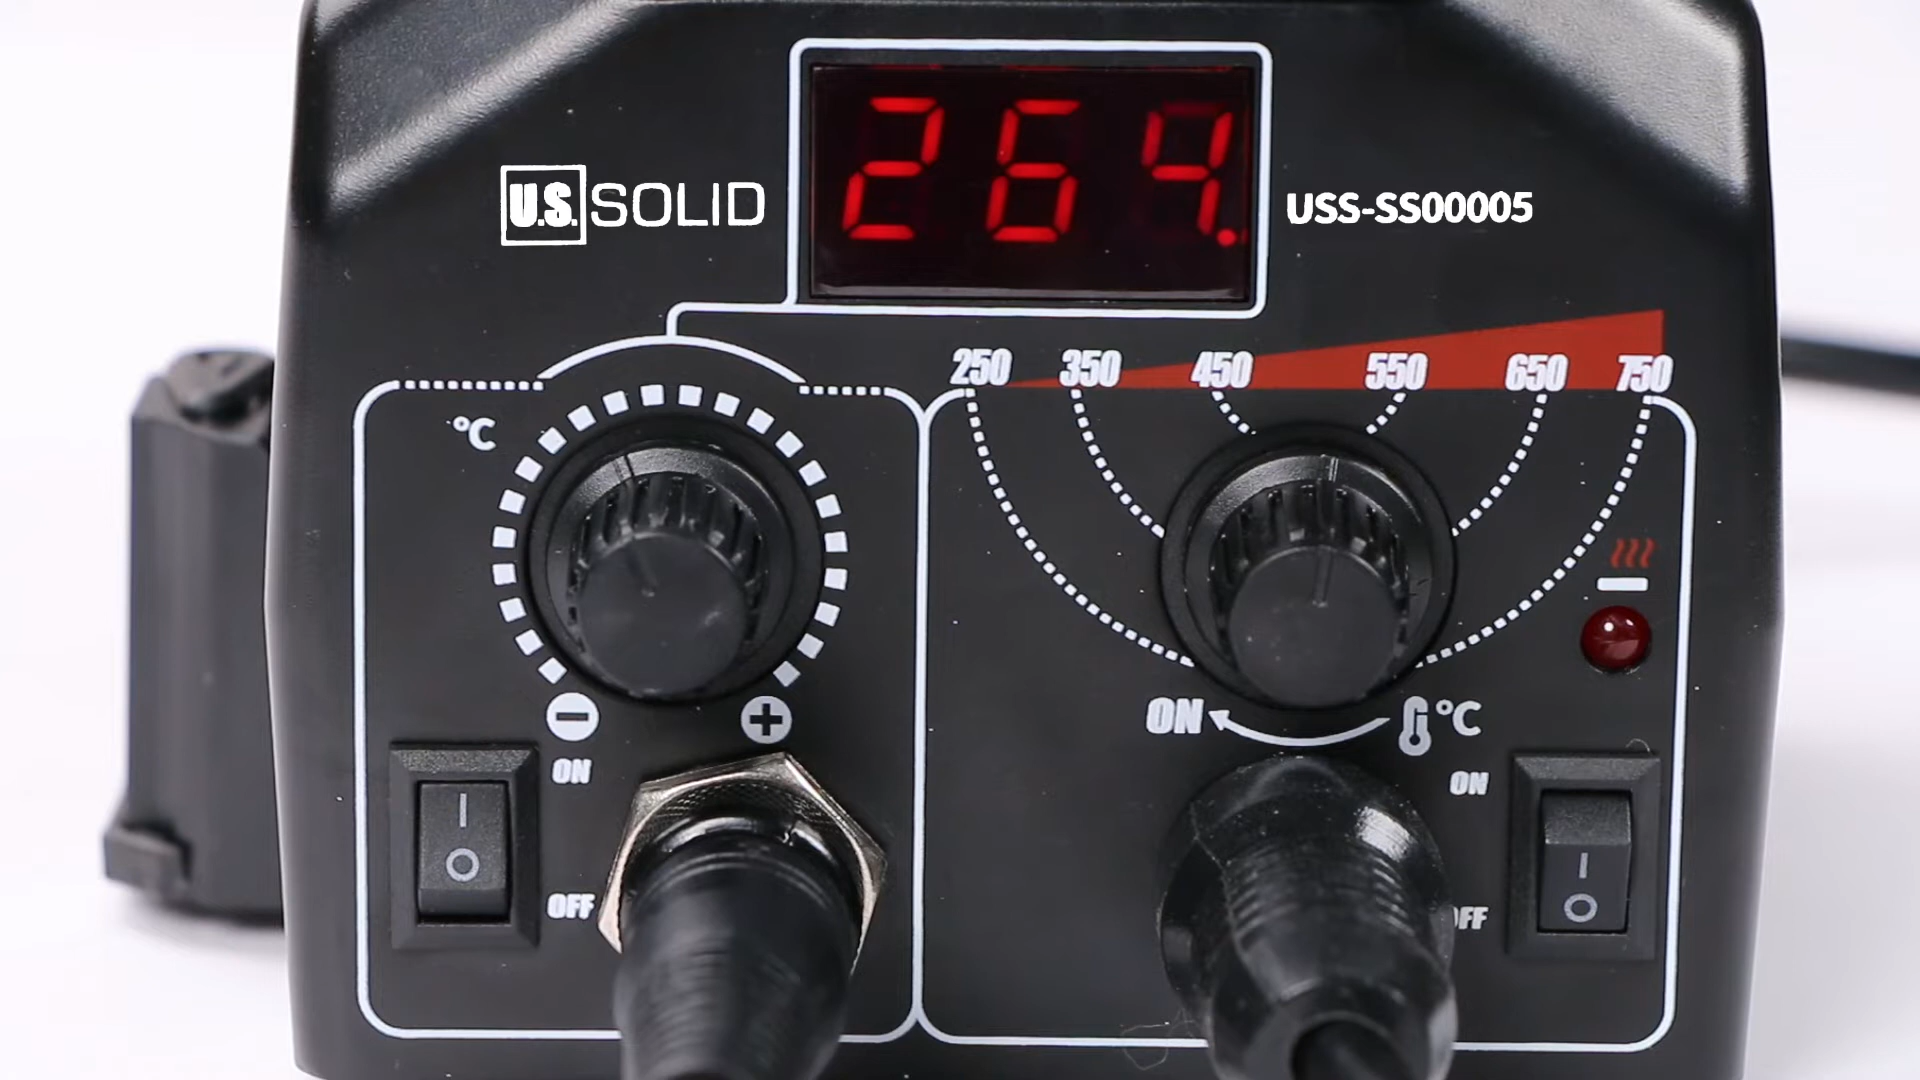 264.
U.S. SOLID
USS-SS00005
250 350 450 550 650 750
°C
ON °C
ON
OFF
ON
OFF